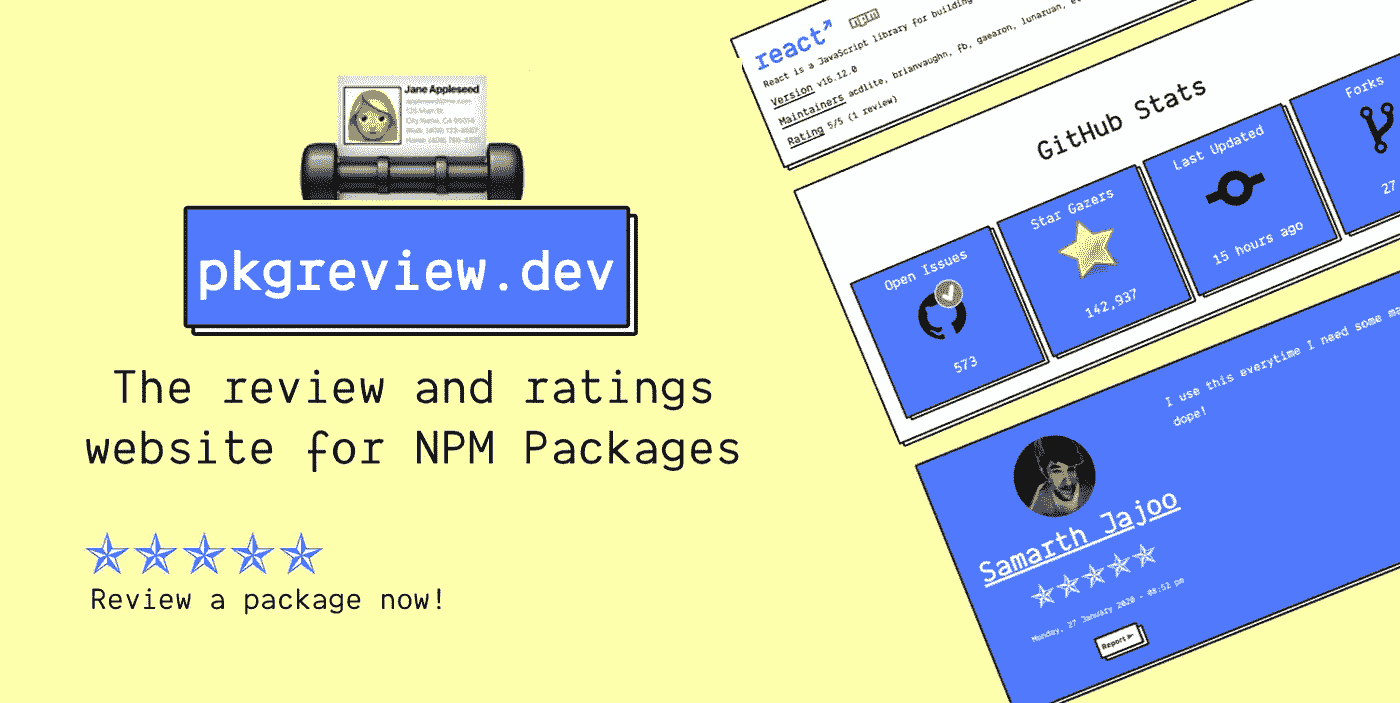 Jane Appleseed
pkgreview.dev
The review and ratings
website for NPM Packages
Review a package now!
react
npm
React is a JavaScript library for building
Version v16.12.0
Maintainers acdlite, brianvaughn, fb, gaearon, lunaruan,
Rating 5/5 (1 review)
GitHub Stats
Open Issues
573
Star Gazers
142,937
Last Updated
15 hours ago
Forks
27
I use this everytime I need some
dope!
Samarth Jajoo
Monday, 27 January 2020 - 08:52 pm
Report